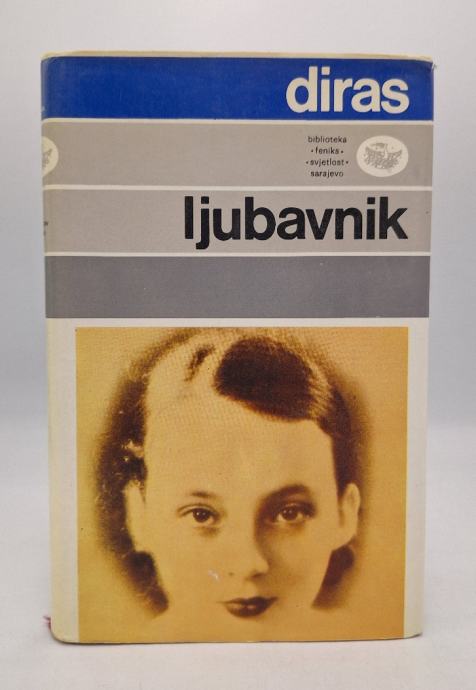 diras
biblioteka
• feniks •
• svjetlost •
sarajevo
ljubavnik